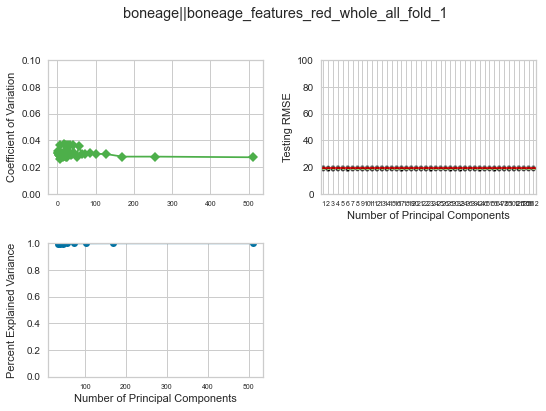 boneage||boneage_features_red_whole_all_fold_1
Coefficient of Variation
0.10
0.08
0.06
0.04
0.02
0.00
0 100 200 300 400 500
Testing RMSE
100
80
60
40
20
0
Number of Principal Components
Percent Explained Variance
1.0
0.8
0.6
0.4
0.2
0.0
100 200 300 400 500
Number of Principal Components